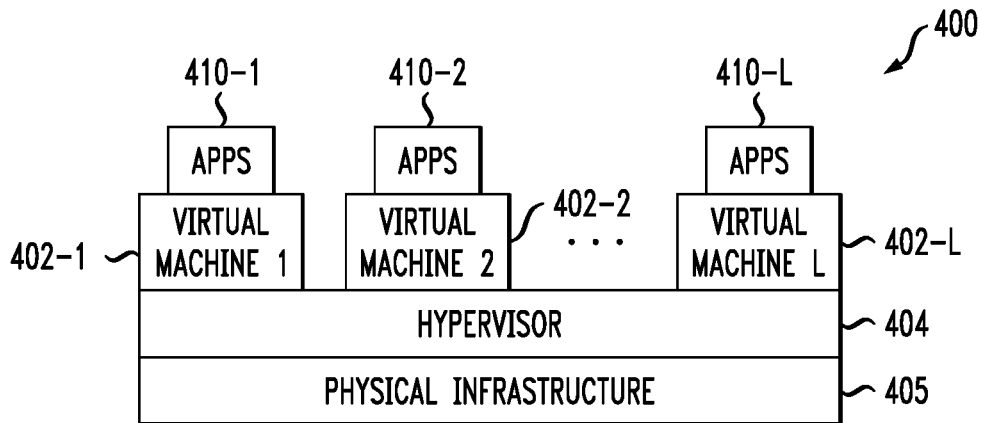 400
410-1
410-2
410-L
APPS
APPS
APPS
402-1
VIRTUAL
MACHINE 1
VIRTUAL
MACHINE 2
402-2
...
VIRTUAL
MACHINE L
402-L
HYPERVISOR
404
PHYSICAL INFRASTRUCTURE
405